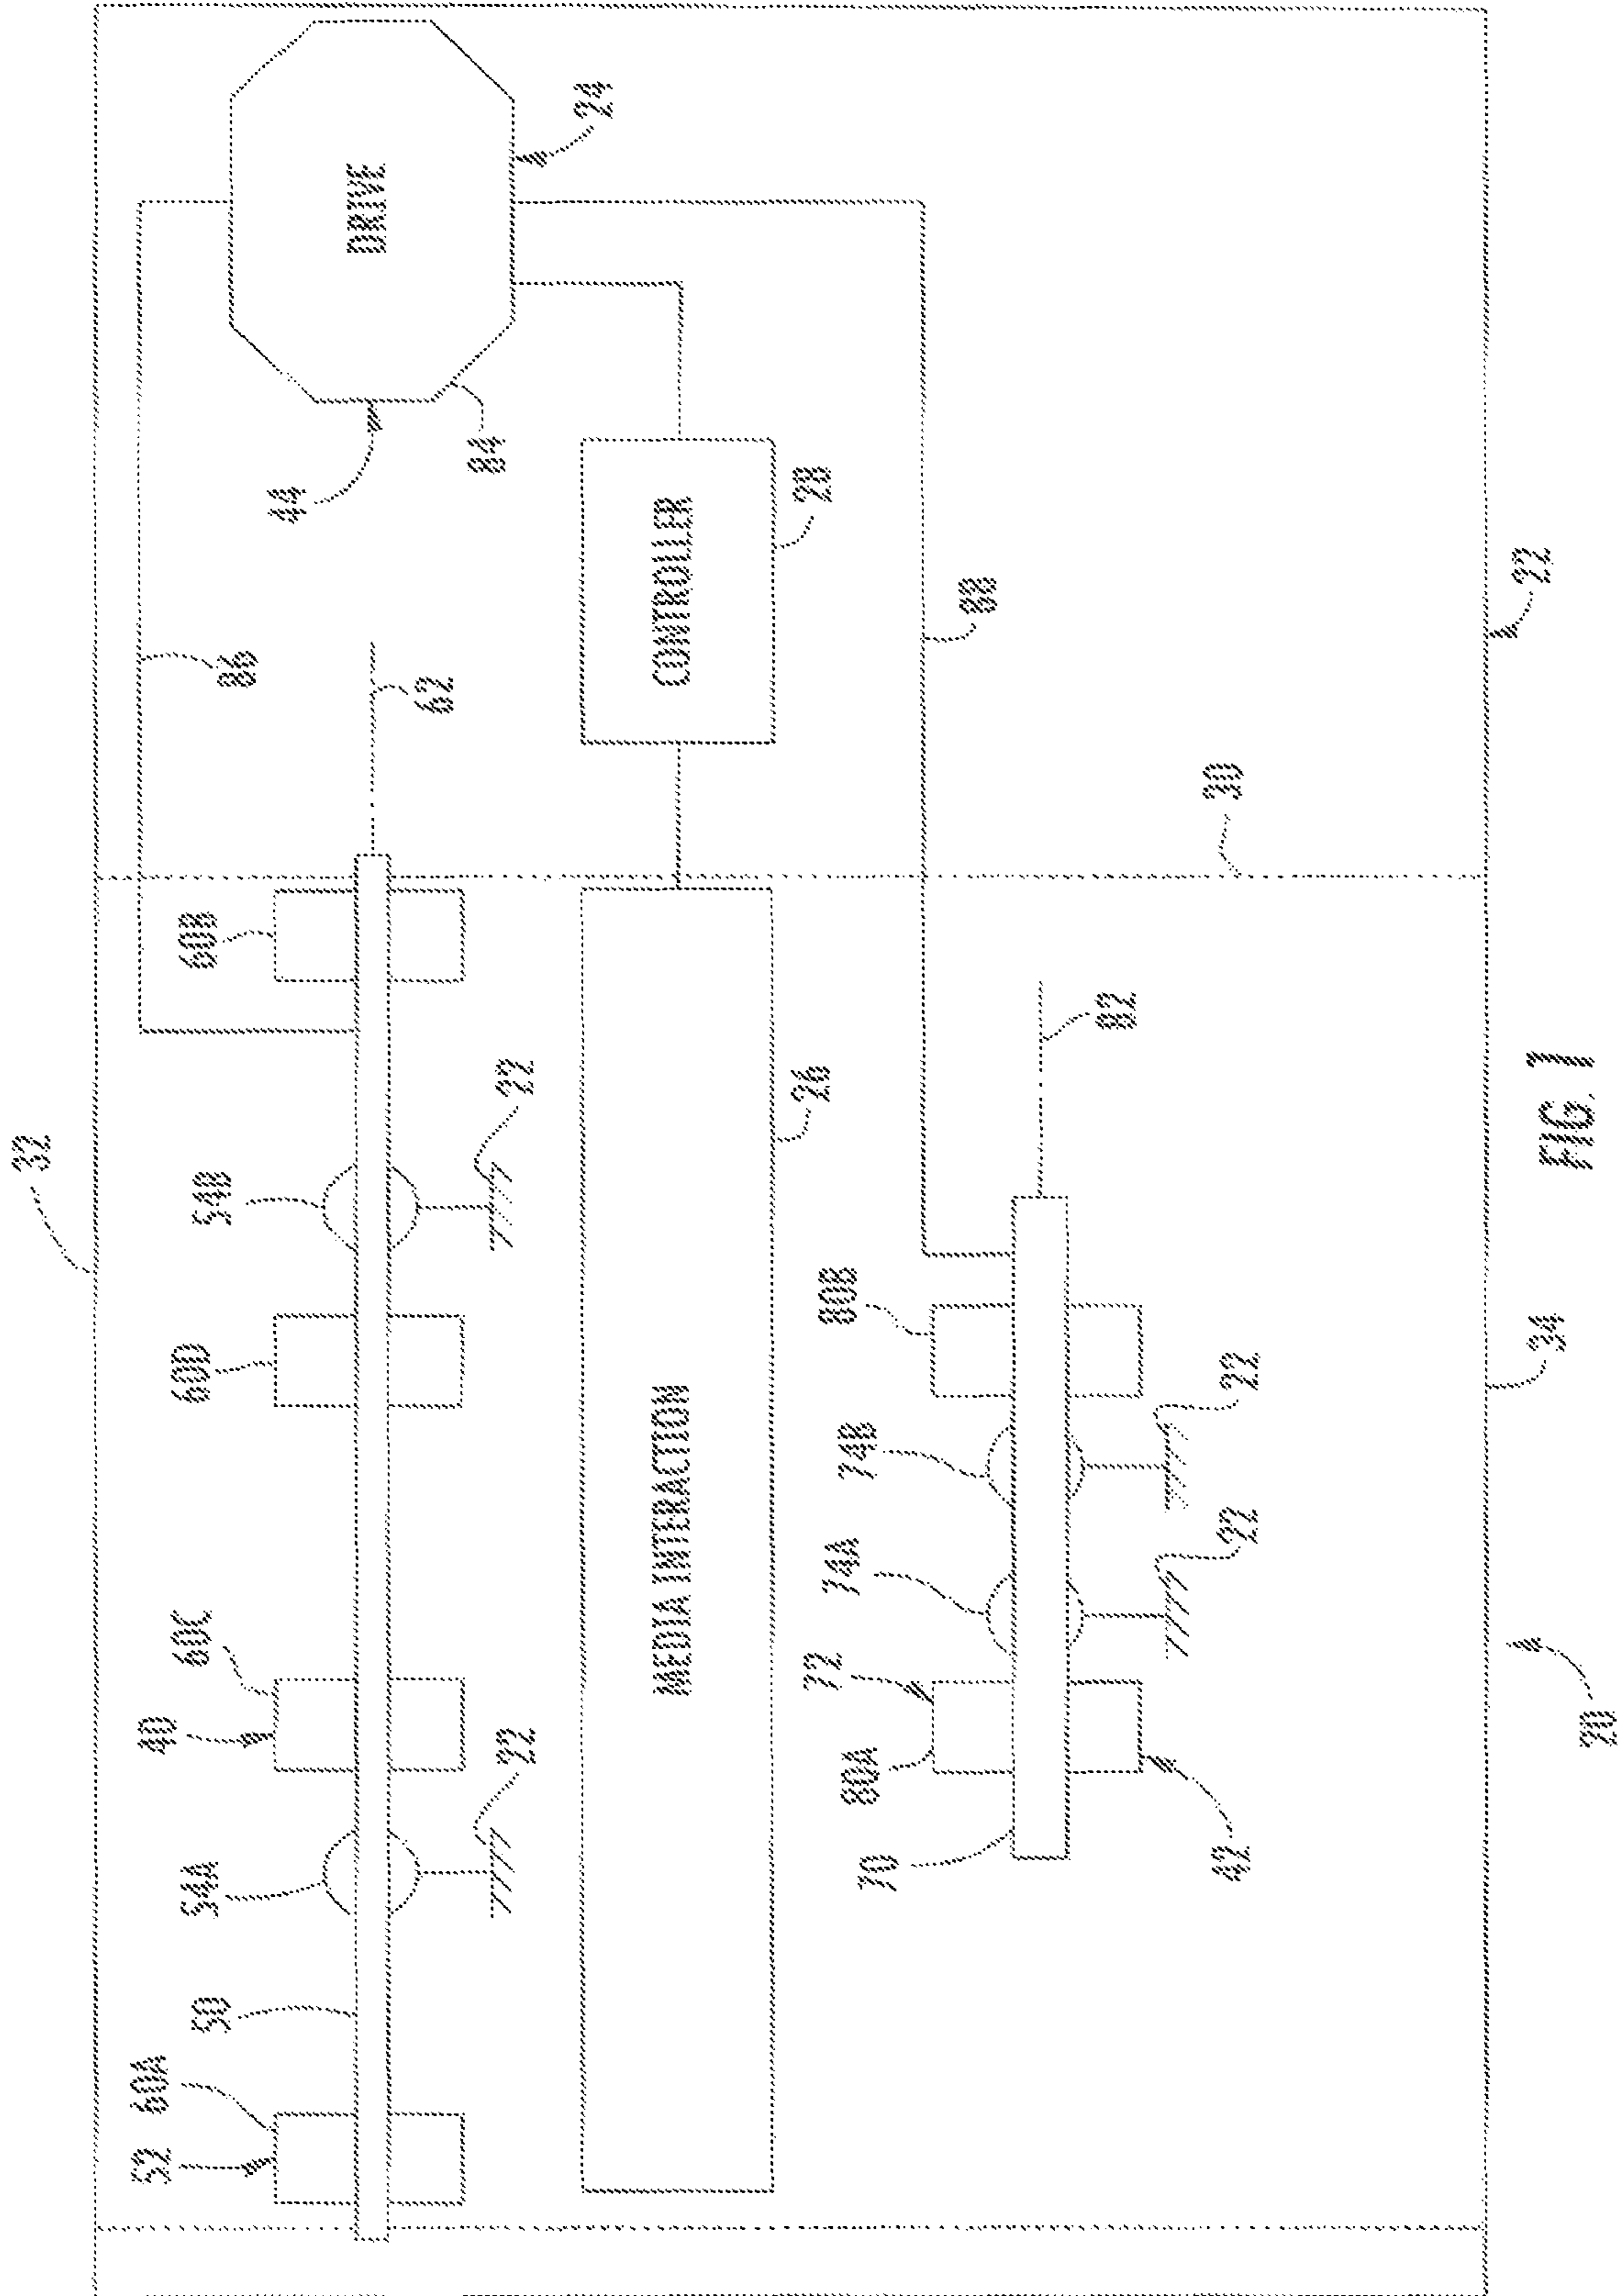 32
52
60A
40
60C
60D
60B
54A
50
54B
86
44
DRIVE
62
84
22
22
24
MEDIA INTERACTION
CONTROLLER
26
28
72
80A
74A
74B
80B
70
88
82
42
22
22
30
34
22
FIG. 1
20